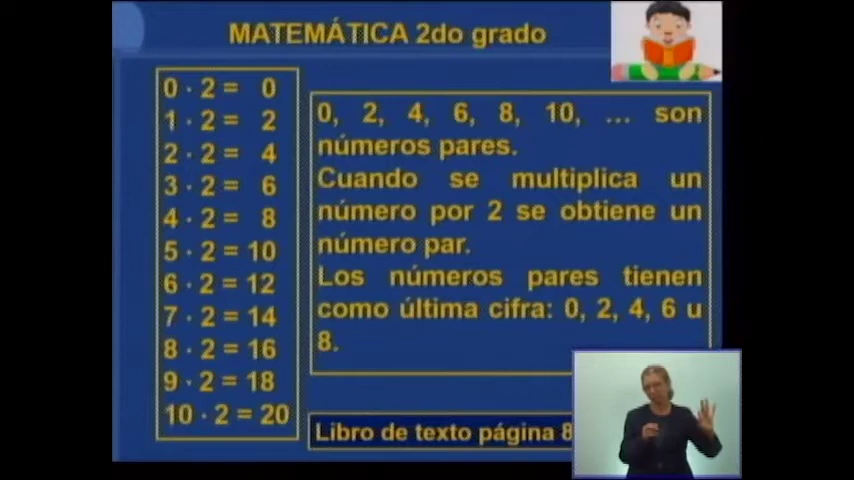 MATEMÁTICA 2do grado
0 · 2 = 0
1 · 2 = 2
2 · 2 = 4
3 · 2 = 6
4 · 2 = 8
5 · 2 = 10
6 · 2 = 12
7 · 2 = 14
8 · 2 = 16
9 · 2 = 18
10 · 2 = 20
0, 2, 4, 6, 8, 10, ... son
números pares.
Cuando se multiplica un
número por 2 se obtiene un
número par.
Los números pares tienen
como última cifra: 0, 2, 4, 6 u
8.
Libro de texto página 8